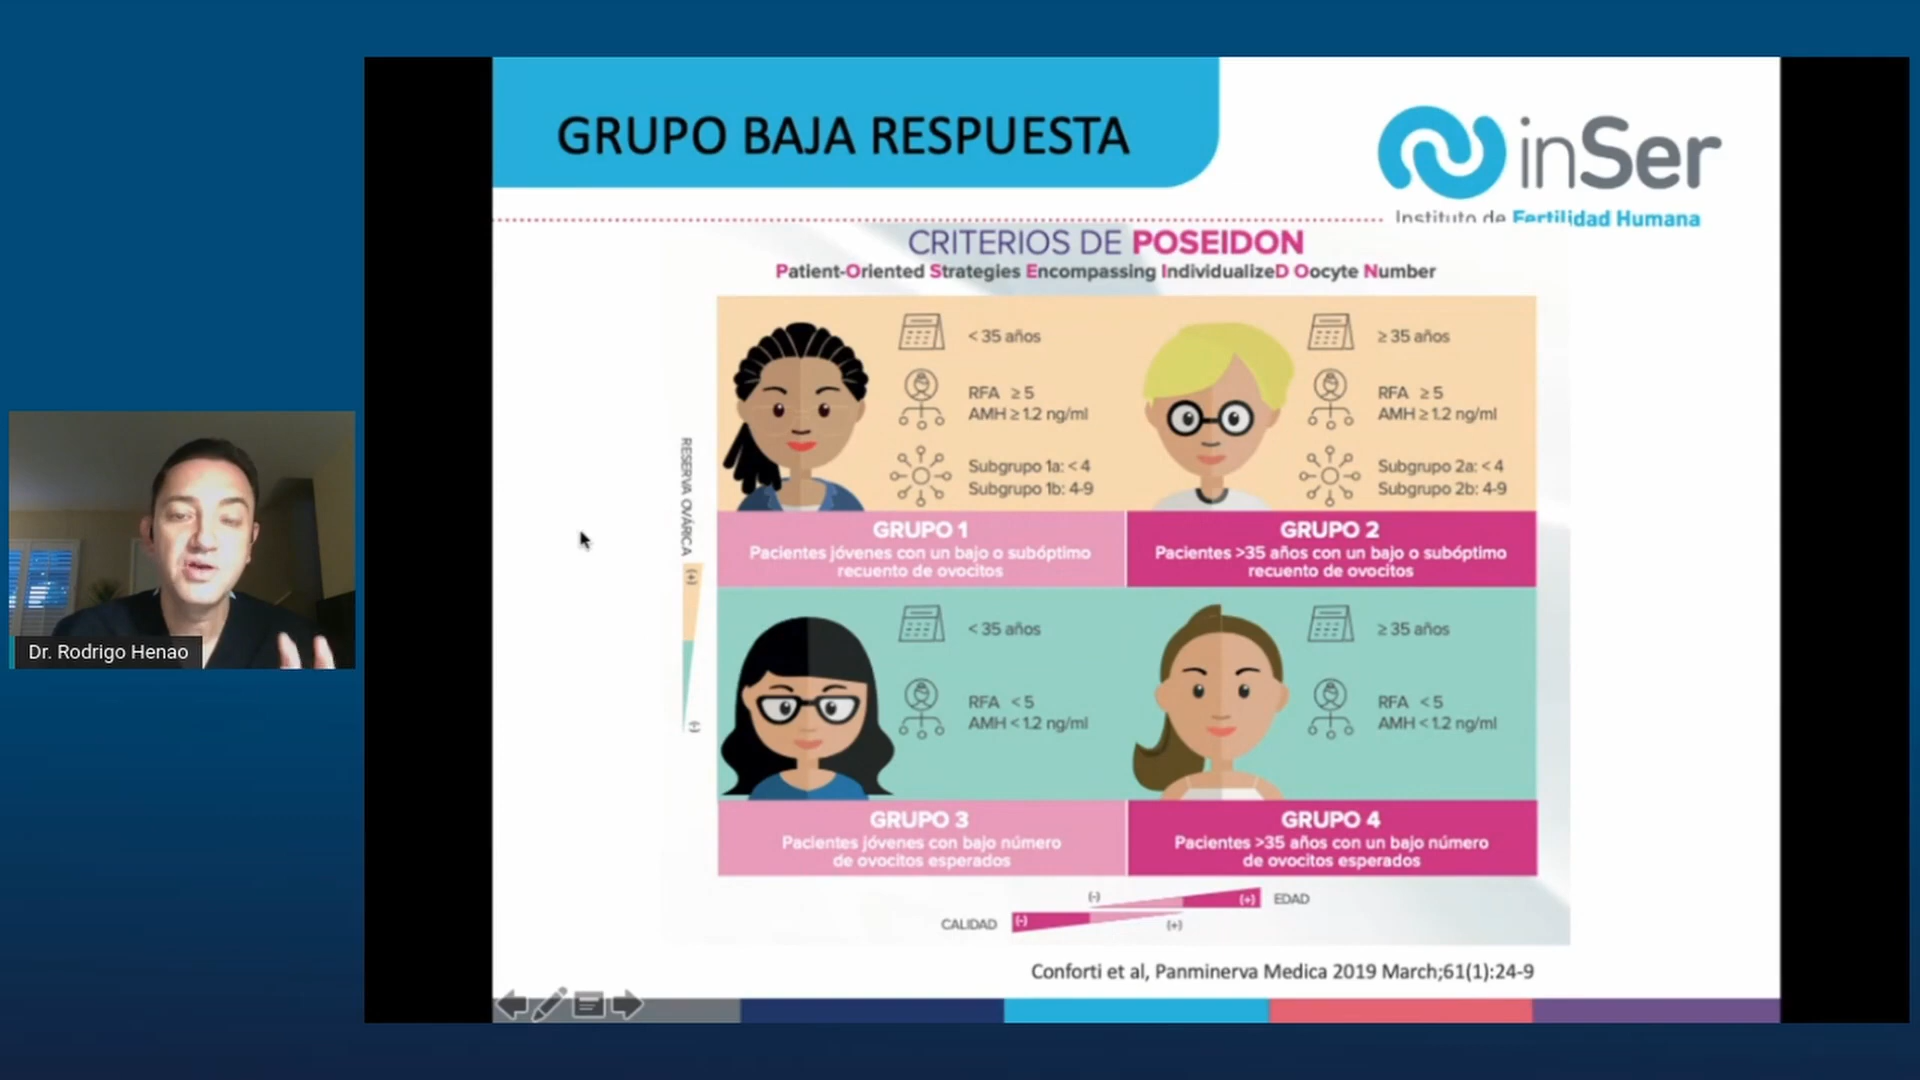 GRUPO BAJA RESPUESTA
inSer
Instituto de Fertilidad Humana
CRITERIOS DE POSEIDON
Patient-Oriented Strategies Encompassing IndividualizeD Oocyte Number
< 35 años
RFA ≥ 5
AMH ≥ 1.2 ng/ml
Subgrupo 1a: < 4
Subgrupo 1b: 4-9
GRUPO 1
Pacientes jóvenes con un bajo o subóptimo
recuento de ovocitos
≥ 35 años
RFA ≥ 5
AMH ≥ 1.2 ng/ml
Subgrupo 2a: < 4
Subgrupo 2b: 4-9
GRUPO 2
Pacientes >35 años con un bajo o subóptimo
recuento de ovocitos
RESERVA OVÁRICA
(+)
(-)
< 35 años
RFA < 5
AMH < 1.2 ng/ml
GRUPO 3
Pacientes jóvenes con bajo número
de ovocitos esperados
≥ 35 años
RFA < 5
AMH < 1.2 ng/ml
GRUPO 4
Pacientes >35 años con un bajo número
de ovocitos esperados
(-) (+) EDAD
CALIDAD (-) (+)
Conforti et al, Panminerva Medica 2019 March;61(1):24-9
Dr. Rodrigo Henao